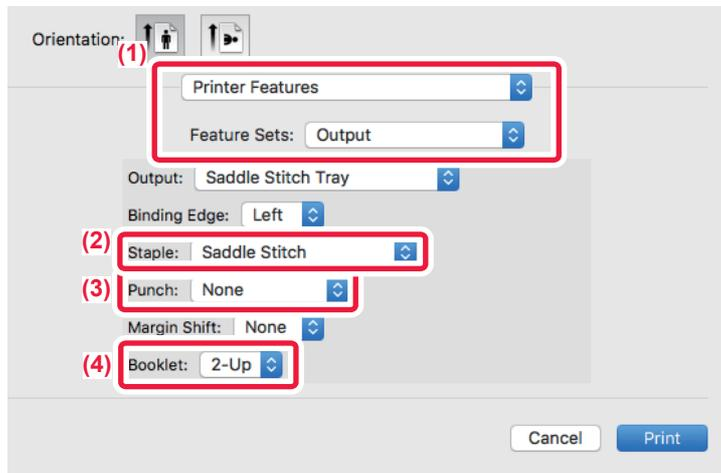 Orientation:
(1)
Printer Features
Feature Sets: Output
Output: Saddle Stitch Tray
Binding Edge: Left
(2) Staple: Saddle Stitch
(3) Punch: None
Margin Shift: None
(4) Booklet: 2-Up
Cancel Print